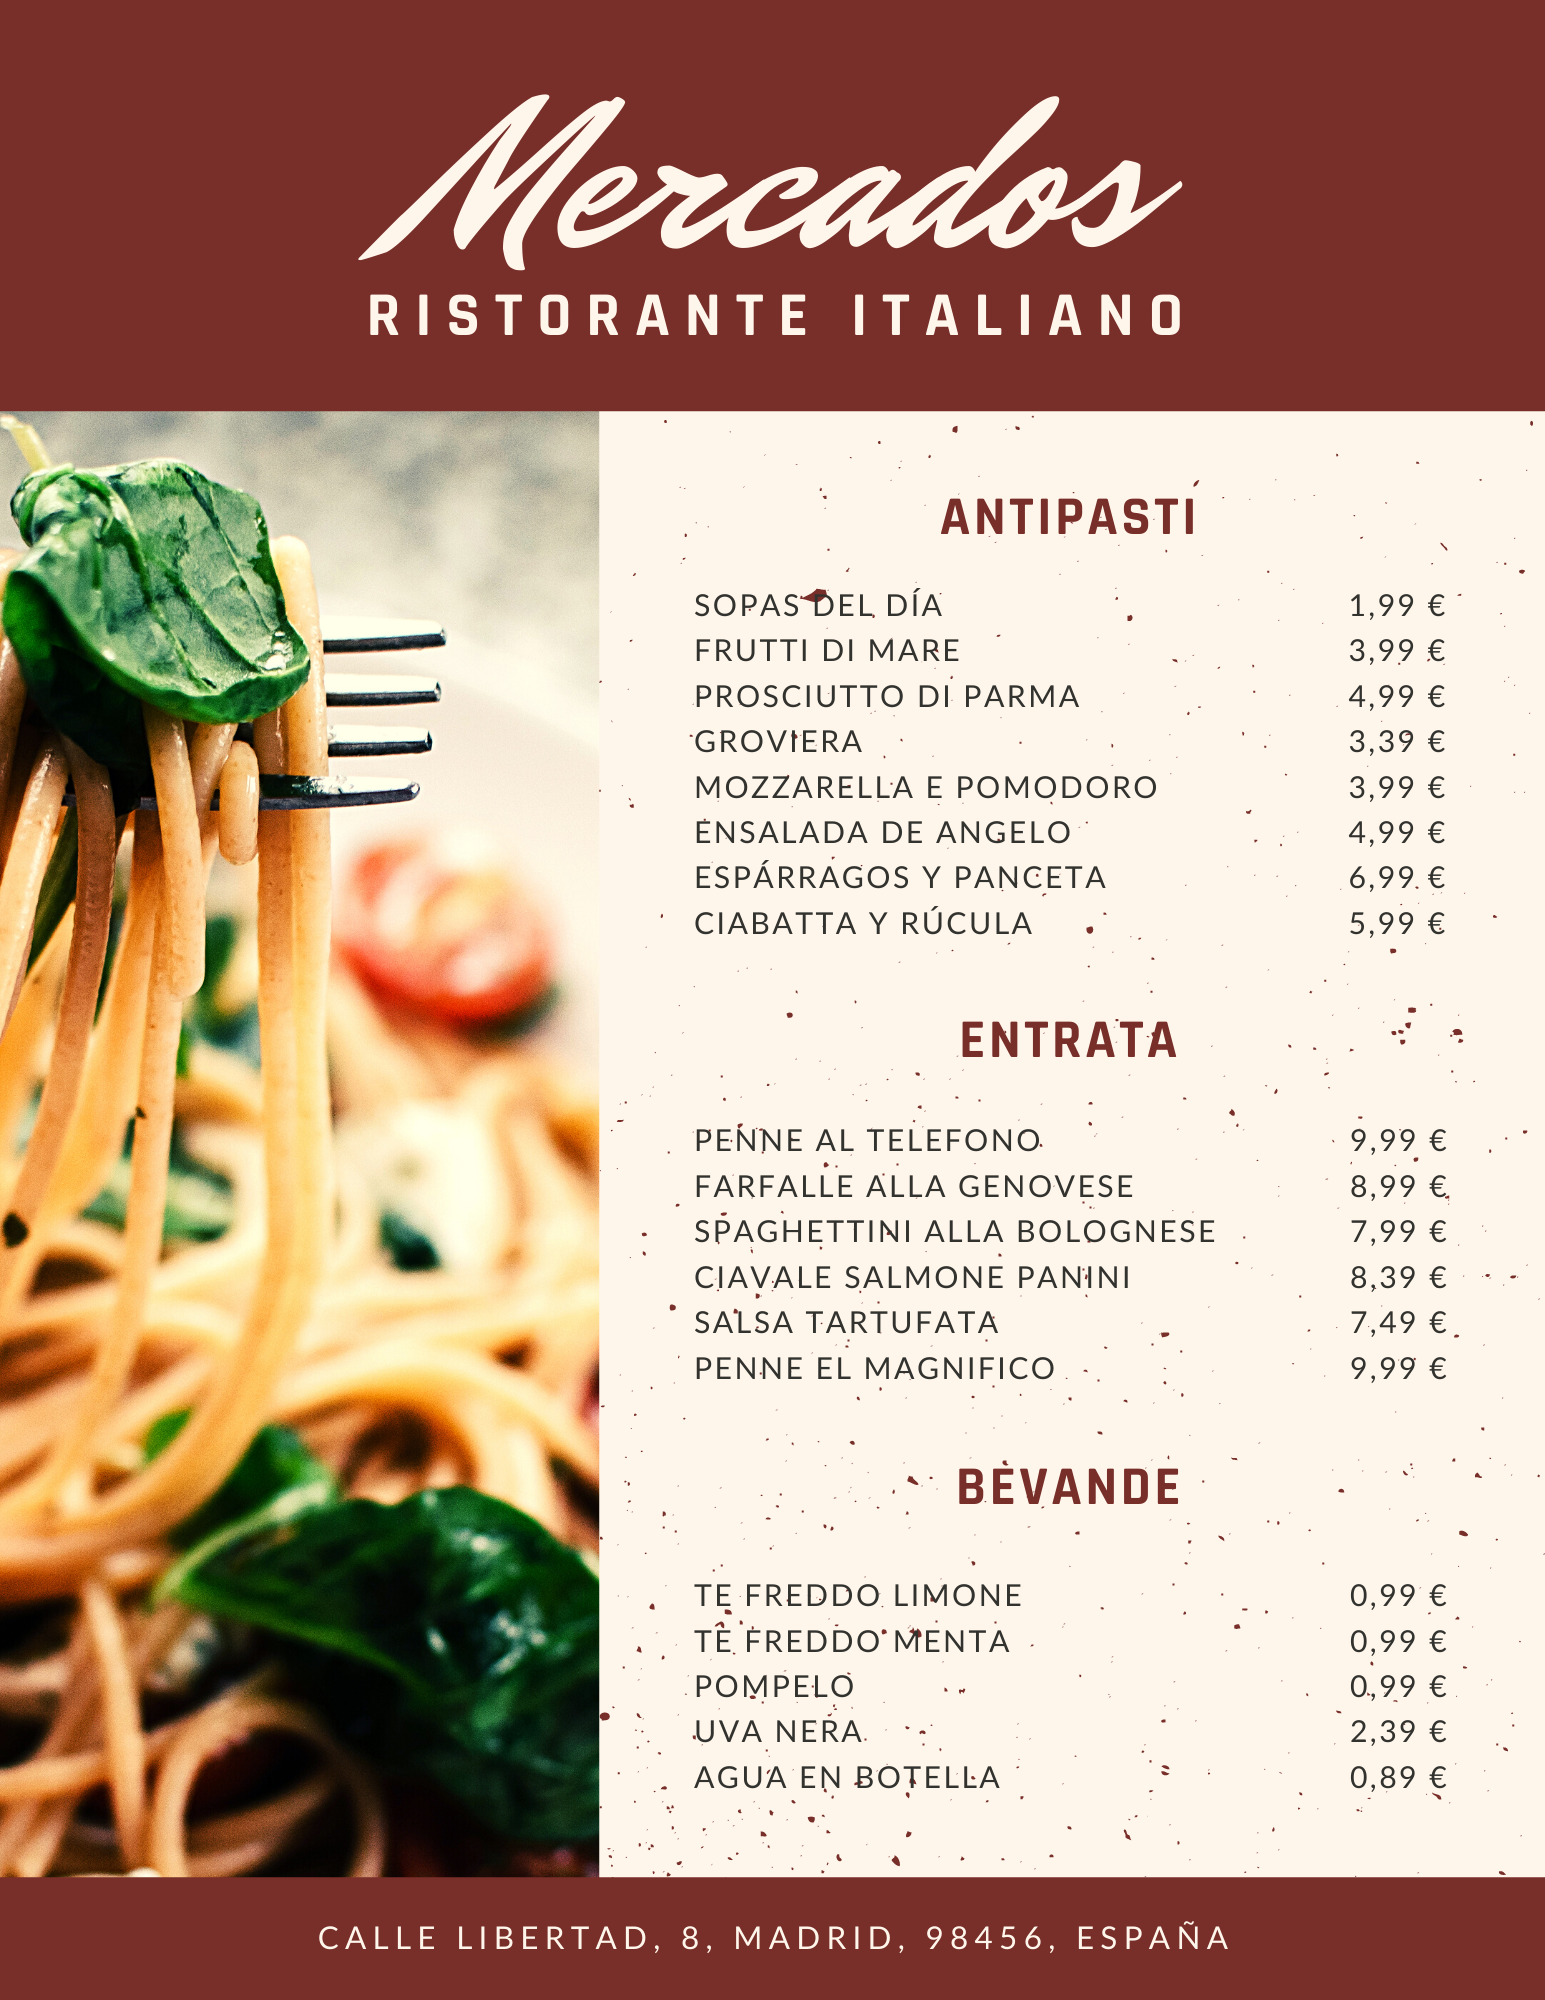 Mercados
RISTORANTE ITALIANO
ANTIPASTI
SOPAS DEL DÍA 1,99 €
FRUTTI DI MARE 3,99 €
PROSCIUTTO DI PARMA 4,99 €
GROVIERA 3,39 €
MOZZARELLA E POMODORO 3,99 €
ENSALADA DE ANGELO 4,99 €
ESPÁRRAGOS Y PANCETA 6,99 €
CIABATTA Y RÚCULA 5,99 €
ENTRATA
PENNE AL TELEFONO 9,99 €
FARFALLE ALLA GENOVESE 8,99 €
SPAGHETTINI ALLA BOLOGNESE 7,99 €
CIAVALE SALMONE PANINI 8,39 €
SALSA TARTUFATA 7,49 €
PENNE EL MAGNIFICO 9,99 €
BEVANDE
TE FREDDO LIMONE 0,99 €
TE FREDDO MENTA 0,99 €
POMPELO 0,99 €
UVA NERA 2,39 €
AGUA EN BOTELLA 0,89 €
CALLE LIBERTAD, 8, MADRID, 98456, ESPAÑA